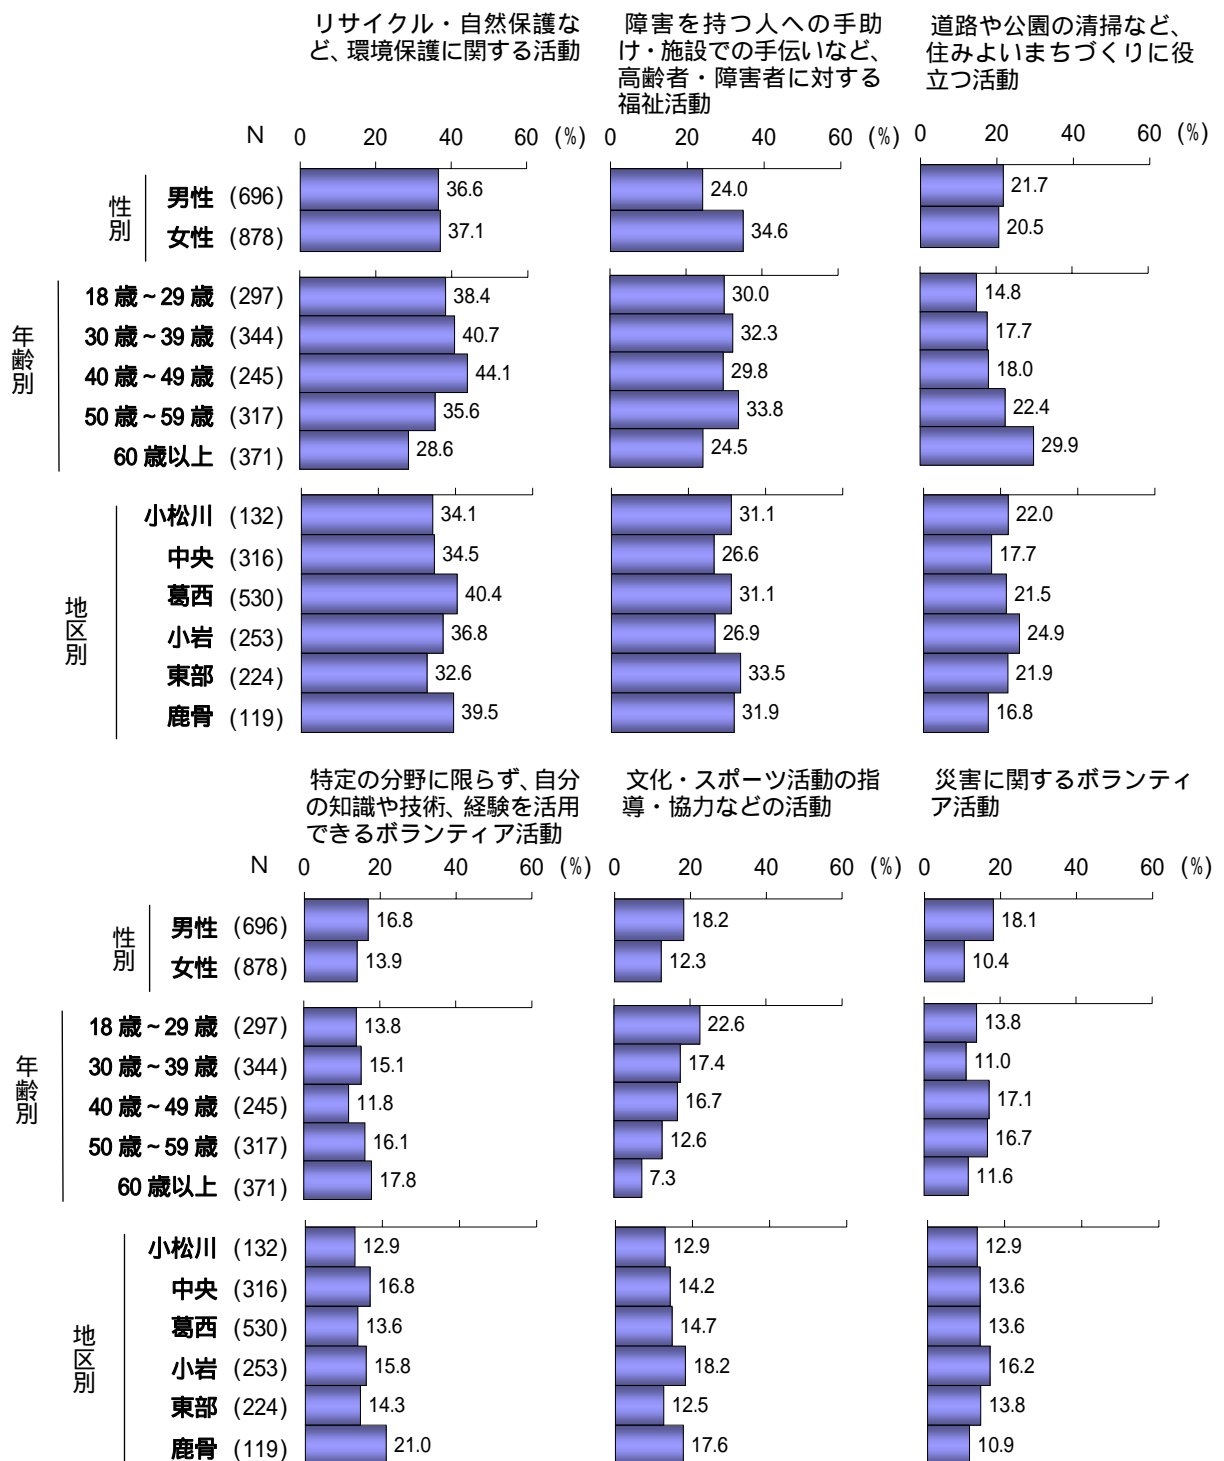 リサイクル・自然保護な
ど、環境保護に関する活動
障害を持つ人への手助
け・施設での手伝いなど、
高齢者・障害者に対する
福祉活動
道路や公園の清掃など、
住みよいまちづくりに役
立つ活動
N 0 20 40 60 (%) 0 20 40 60 (%) 0 20 40 60 (%)
性別
男性 (696) 36.6 24.0 21.7
女性 (878) 37.1 34.6 20.5
年齢別
18歳~29歳 (297) 38.4 30.0 14.8
30歳~39歳 (344) 40.7 32.3 17.7
40歳~49歳 (245) 44.1 29.8 18.0
50歳~59歳 (317) 35.6 33.8 22.4
60歳以上 (371) 28.6 24.5 29.9
地区別
小松川 (132) 34.1 31.1 22.0
中央 (316) 34.5 26.6 17.7
葛西 (530) 40.4 31.1 21.5
小岩 (253) 36.8 26.9 24.9
東部 (224) 32.6 33.5 21.9
鹿骨 (119) 39.5 31.9 16.8
特定の分野に限らず、自分
の知識や技術、経験を活用
できるボランティア活動
文化・スポーツ活動の指
導・協力などの活動
災害に関するボランティ
ア活動
N 0 20 40 60 (%) 0 20 40 60 (%) 0 20 40 60 (%)
性別
男性 (696) 16.8 18.2 18.1
女性 (878) 13.9 12.3 10.4
年齢別
18歳~29歳 (297) 13.8 22.6 13.8
30歳~39歳 (344) 15.1 17.4 11.0
40歳~49歳 (245) 11.8 16.7 17.1
50歳~59歳 (317) 16.1 12.6 16.7
60歳以上 (371) 17.8 7.3 11.6
地区別
小松川 (132) 12.9 12.9 12.9
中央 (316) 16.8 14.2 13.6
葛西 (530) 13.6 14.7 13.6
小岩 (253) 15.8 18.2 16.2
東部 (224) 14.3 12.5 13.8
鹿骨 (119) 21.0 17.6 10.9